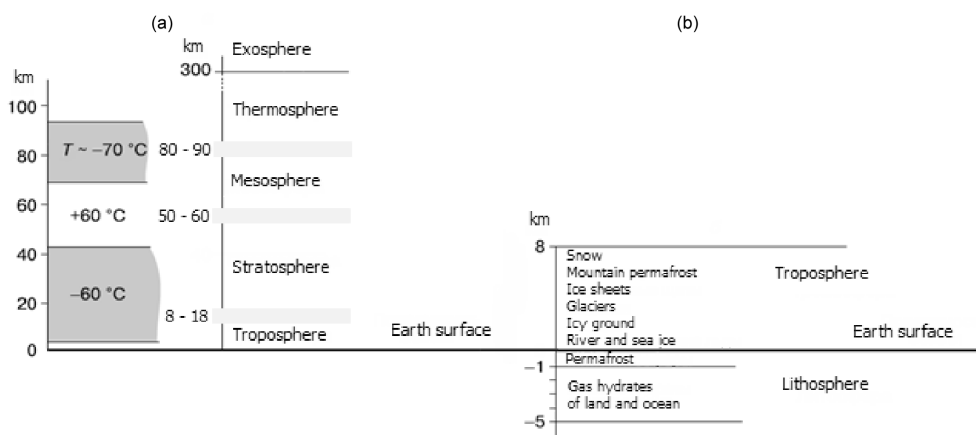 (a)
(b)
km
Exosphere
300
km
100
Thermosphere
T ~ −70 °C
80 - 90
80
Mesosphere
60
+60 °C
50 - 60
km
40
8
Snow
Stratosphere
Mountain permafrost
Troposphere
Ice sheets
−60 °C
20
Glaciers
8 - 18
Icy ground
Troposphere
Earth surface
River and sea ice
Earth surface
0
Permafrost
−1
Gas hydrates
of land and ocean
Lithosphere
−5